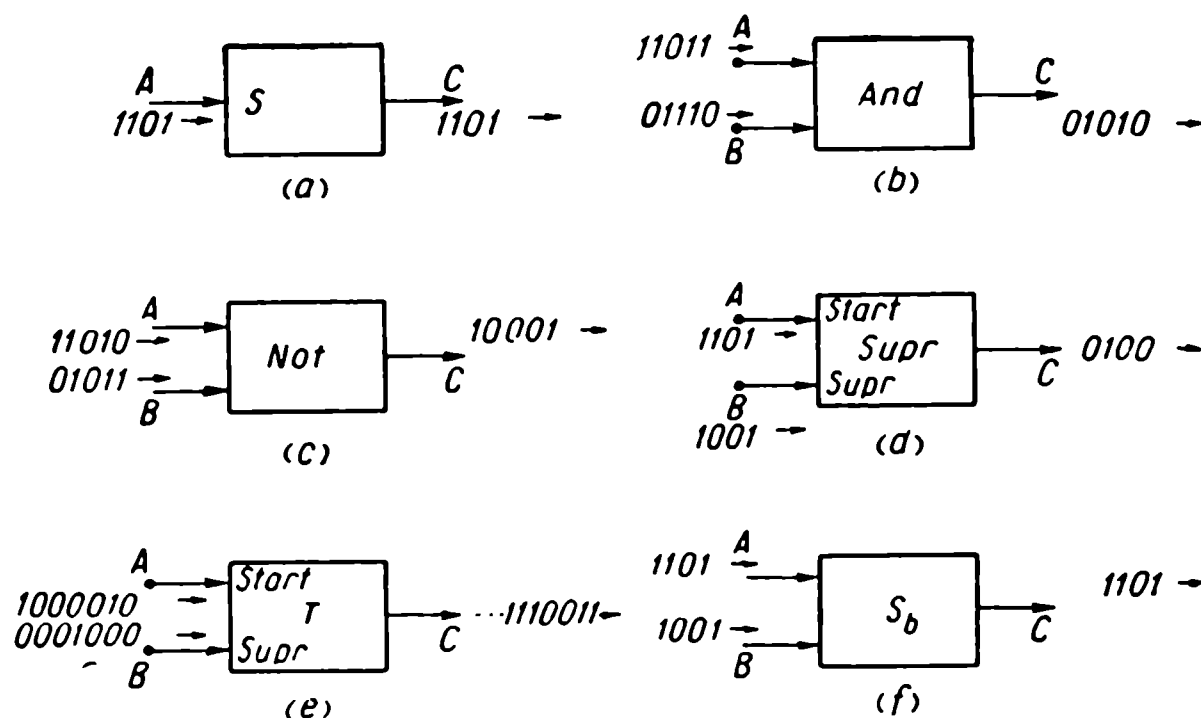 A
1101
S
C
1101
(a)
A
11011
01110
B
And
C
01010
(b)
A
11010
01011
B
Not
C
10001
(c)
A
1101
B
1001
Start
Supr
Supr
C
0100
(d)
A
1000010
0001000
B
Start
T
Supr
C
···1110011
(e)
A
1101
1001
B
Sb
C
1101
(f)